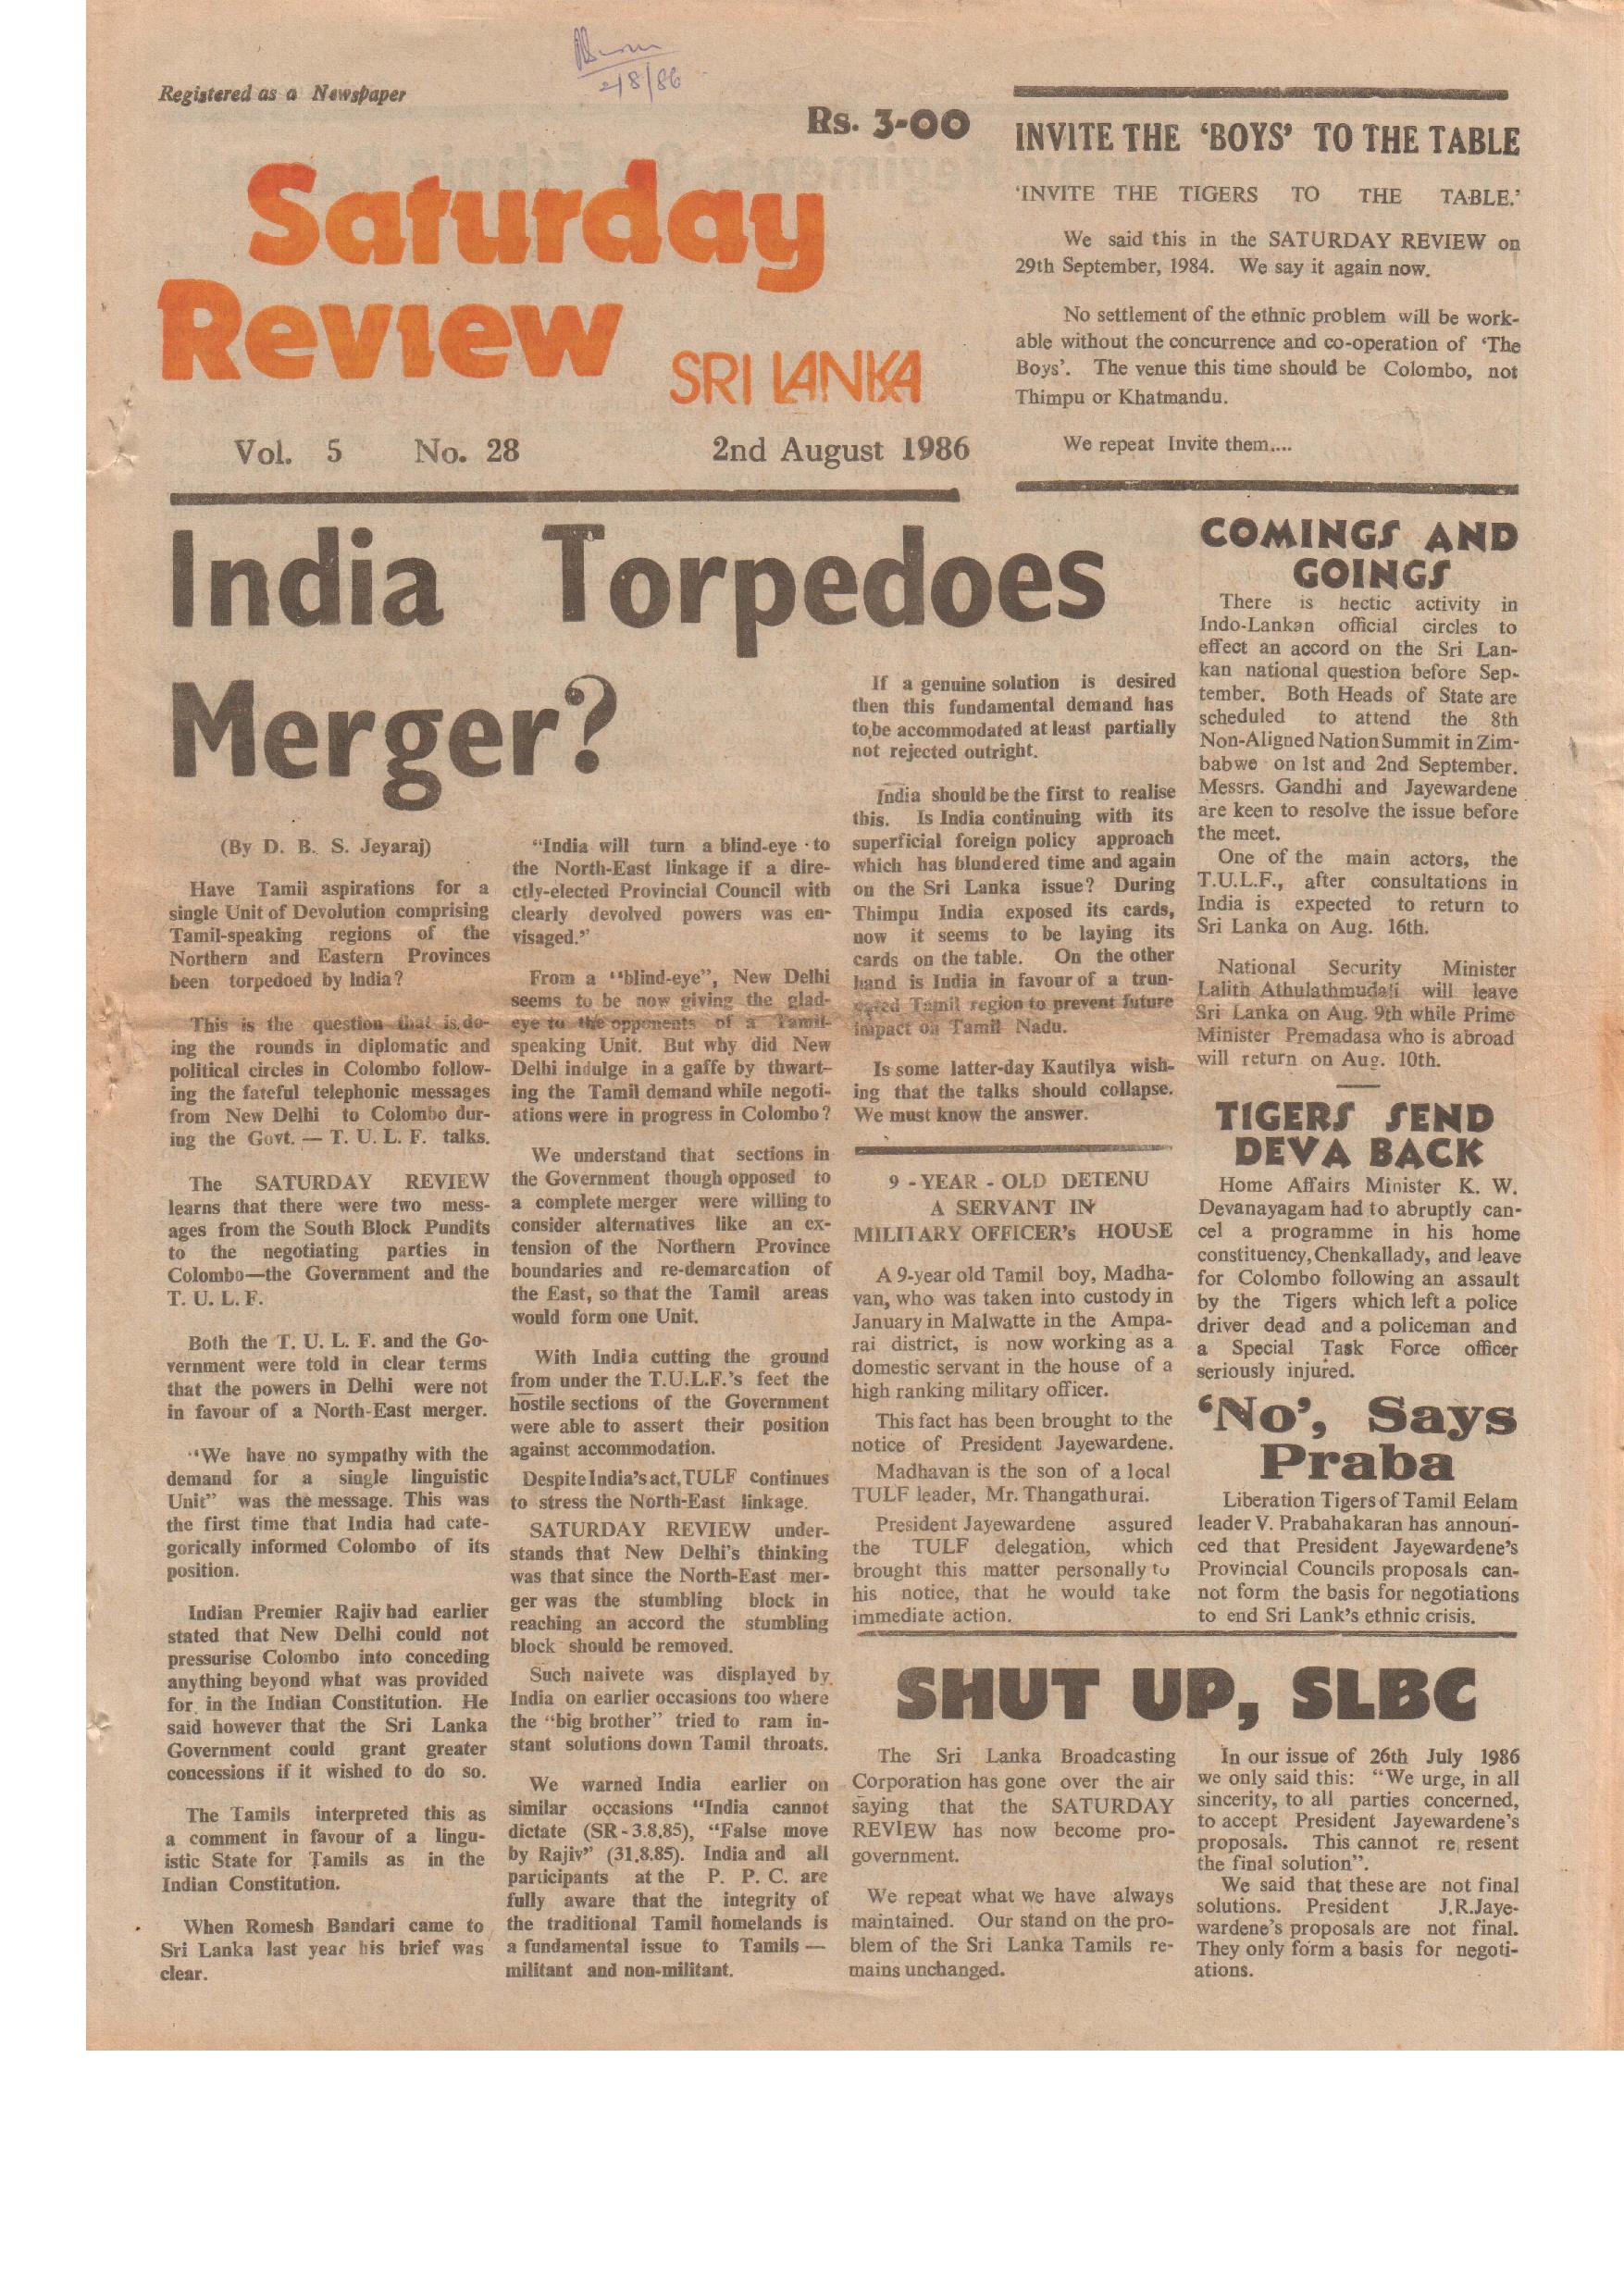 2/8/86
Registered as a Newspaper
Rs. 3-00
Saturday
Review
SRI LANKA
Vol. 5 No. 28 2nd August 1986
INVITE THE ‘BOYS’ TO THE TABLE
‘INVITE THE TIGERS TO THE TABLE.’
We said this in the SATURDAY REVIEW on
29th September, 1984. We say it again now.
No settlement of the ethnic problem will be work-
able without the concurrence and co-operation of ‘The
Boys’. The venue this time should be Colombo, not
Thimpu or Khatmandu.
We repeat Invite them....
India Torpedoes
Merger?
(By D. B. S. Jeyaraj)
Have Tamil aspirations for a
single Unit of Devolution comprising
Tamil-speaking regions of the
Northern and Eastern Provinces
been torpedoed by India?
This is the question that is do-
ing the rounds in diplomatic and
political circles in Colombo follow-
ing the fateful telephonic messages
from New Delhi to Colombo dur-
ing the Govt. — T. U. L. F. talks.
The SATURDAY REVIEW
learns that there were two mess-
ages from the South Block Pundits
to the negotiating parties in
Colombo—the Government and the
T. U. L. F.
Both the T. U. L. F. and the Go-
vernment were told in clear terms
that the powers in Delhi were not
in favour of a North-East merger.
“We have no sympathy with the
demand for a single linguistic
Unit” was the message. This was
the first time that India had cate-
gorically informed Colombo of its
position.
Indian Premier Rajiv had earlier
stated that New Delhi could not
pressurise Colombo into conceding
anything beyond what was provided
for in the Indian Constitution. He
said however that the Sri Lanka
Government could grant greater
concessions if it wished to do so.
The Tamils interpreted this as
a comment in favour of a lingu-
istic State for Tamils as in the
Indian Constitution.
When Romesh Bandari came to
Sri Lanka last year his brief was
clear.
“India will turn a blind-eye to
the North-East linkage if a dire-
ctly-elected Provincial Council with
clearly devolved powers was en-
visaged.”
From a “blind-eye”, New Delhi
seems to be now giving the glad-
eye to the opponents of a Tamil-
speaking Unit. But why did New
Delhi indulge in a gaffe by thwart-
ing the Tamil demand while negoti-
ations were in progress in Colombo?
We understand that sections in
the Government though opposed to
a complete merger were willing to
consider alternatives like an ex-
tension of the Northern Province
boundaries and re-demarcation of
the East, so that the Tamil areas
would form one Unit.
With India cutting the ground
from under the T.U.L.F.’s feet the
hostile sections of the Government
were able to assert their position
against accommodation.
Despite India’s act, TULF continues
to stress the North-East linkage.
SATURDAY REVIEW under-
stands that New Delhi’s thinking
was that since the North-East mer-
ger was the stumbling block in
reaching an accord the stumbling
block should be removed.
Such naivete was displayed by
India on earlier occasions too where
the “big brother” tried to ram in-
stant solutions down Tamil throats.
We warned India earlier on
similar occasions “India cannot
dictate (SR-3.8.85), “False move
by Rajiv” (31.8.85). India and all
participants at the P. P. C. are
fully aware that the integrity of
the traditional Tamil homelands is
a fundamental issue to Tamils —
militant and non-militant.
If a genuine solution is desired
then this fundamental demand has
to be accommodated at least partially
not rejected outright.
India should be the first to realise
this. Is India continuing with its
superficial foreign policy approach
which has blundered time and again
on the Sri Lanka issue? During
Thimpu India exposed its cards,
now it seems to be laying its
cards on the table. On the other
hand is India in favour of a trun-
cated Tamil region to prevent future
impact on Tamil Nadu.
Is some latter-day Kautilya wish-
ing that the talks should collapse.
We must know the answer.
9 - YEAR - OLD DETENU
A SERVANT IN
MILITARY OFFICER’s HOUSE
A 9-year old Tamil boy, Madha-
van, who was taken into custody in
January in Malwatte in the Ampa-
rai district, is now working as a
domestic servant in the house of a
high ranking military officer.
This fact has been brought to the
notice of President Jayewardene.
Madhavan is the son of a local
TULF leader, Mr. Thangathurai.
President Jayewardene assured
the TULF delegation, which
brought this matter personally to
his notice, that he would take
immediate action.
COMINGS AND
GOINGS
There is hectic activity in
Indo-Lankan official circles to
effect an accord on the Sri Lan-
kan national question before Sep-
tember. Both Heads of State are
scheduled to attend the 8th
Non-Aligned Nation Summit in Zim-
babwe on 1st and 2nd September.
Messrs. Gandhi and Jayewardene
are keen to resolve the issue before
the meet.
One of the main actors, the
T.U.L.F., after consultations in
India is expected to return to
Sri Lanka on Aug. 16th.
National Security Minister
Lalith Athulathmudali will leave
Sri Lanka on Aug. 9th while Prime
Minister Premadasa who is abroad
will return on Aug. 10th.
TIGERS SEND
DEVA BACK
Home Affairs Minister K. W.
Devanayagam had to abruptly can-
cel a programme in his home
constituency, Chenkallady, and leave
for Colombo following an assault
by the Tigers which left a police
driver dead and a policeman and
a Special Task Force officer
seriously injured.
‘No’, Says
Praba
Liberation Tigers of Tamil Eelam
leader V. Prabahakaran has announ-
ced that President Jayewardene’s
Provincial Councils proposals can-
not form the basis for negotiations
to end Sri Lank’s ethnic crisis.
SHUT UP, SLBC
The Sri Lanka Broadcasting
Corporation has gone over the air
saying that the SATURDAY
REVIEW has now become pro-
government.
We repeat what we have always
maintained. Our stand on the pro-
blem of the Sri Lanka Tamils re-
mains unchanged.
In our issue of 26th July 1986
we only said this: “We urge, in all
sincerity, to all parties concerned,
to accept President Jayewardene’s
proposals. This cannot re resent
the final solution”.
We said that these are not final
solutions. President J.R.Jaye-
wardene’s proposals are not final.
They only form a basis for negoti-
ations.